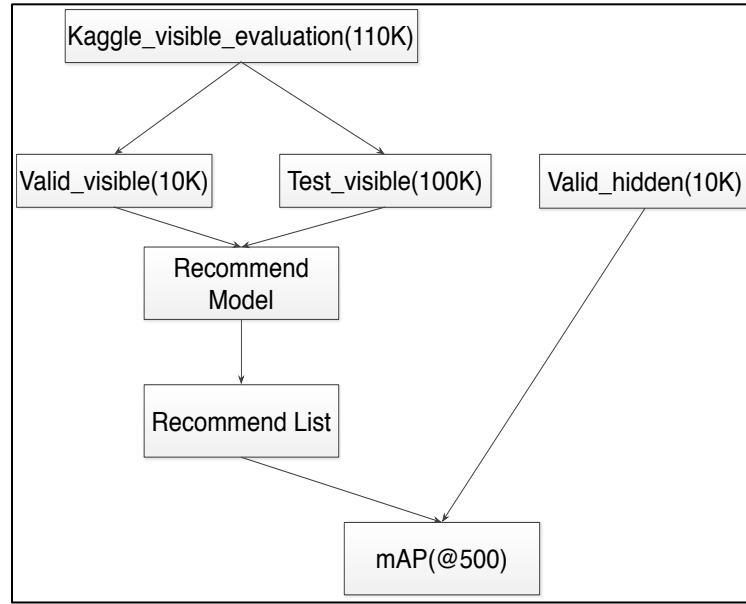 Kaggle_visible_evaluation(110K)
Valid_visible(10K)
Test_visible(100K)
Valid_hidden(10K)
Recommend
Model
Recommend List
mAP(@500)